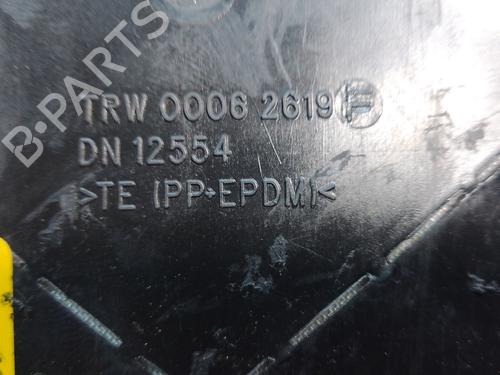 B-PARTS
TRW 0006 2619
DN 12554
>TE (PP+EPDM)<